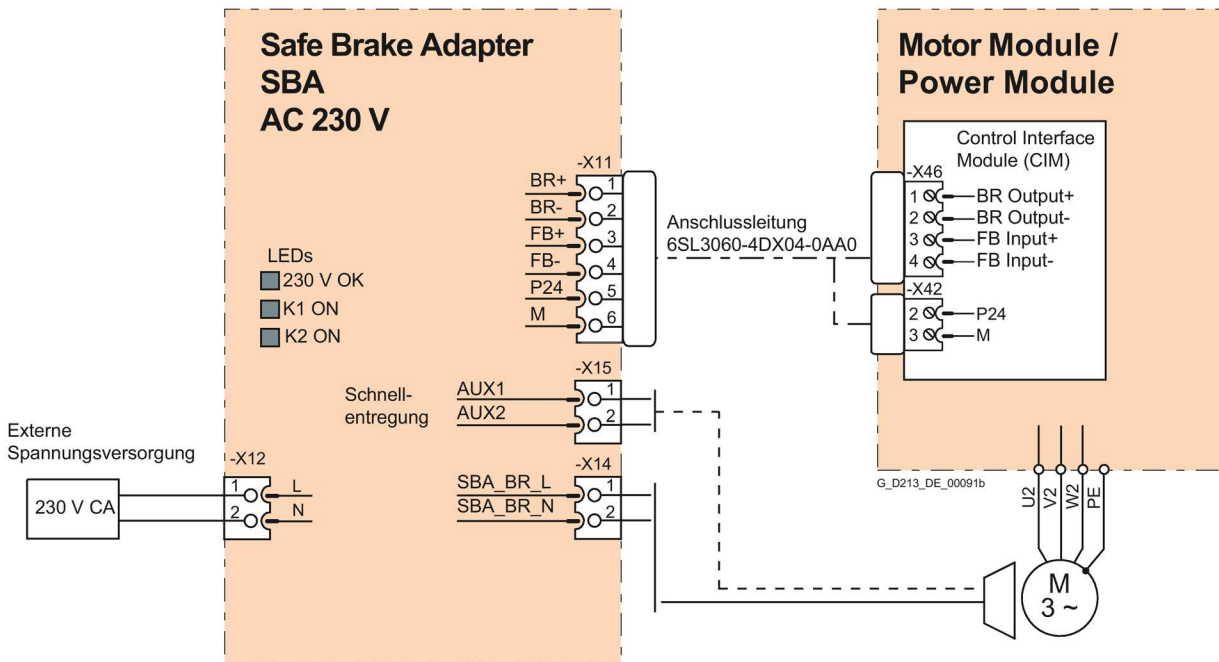 Safe Brake Adapter
SBA
AC 230 V
LEDs
230 V OK
K1 ON
K2 ON
-X11
BR+ 1
BR- 2
FB+ 3
FB- 4
P24 5
M 6
Anschlussleitung
6SL3060-4DX04-0AA0
Schnell-
entregung
-X15
AUX1 1
AUX2 2
Externe
Spannungsversorgung
230 V CA
-X12
1 L
2 N
-X14
SBA_BR_L 1
SBA_BR_N 2
Motor Module /
Power Module
Control Interface
Module (CIM)
-X46
1 BR Output+
2 BR Output-
3 FB Input+
4 FB Input-
-X42
2 P24
3 M
G_D213_DE_00091b
U2
V2
W2
PE
M
3 ~